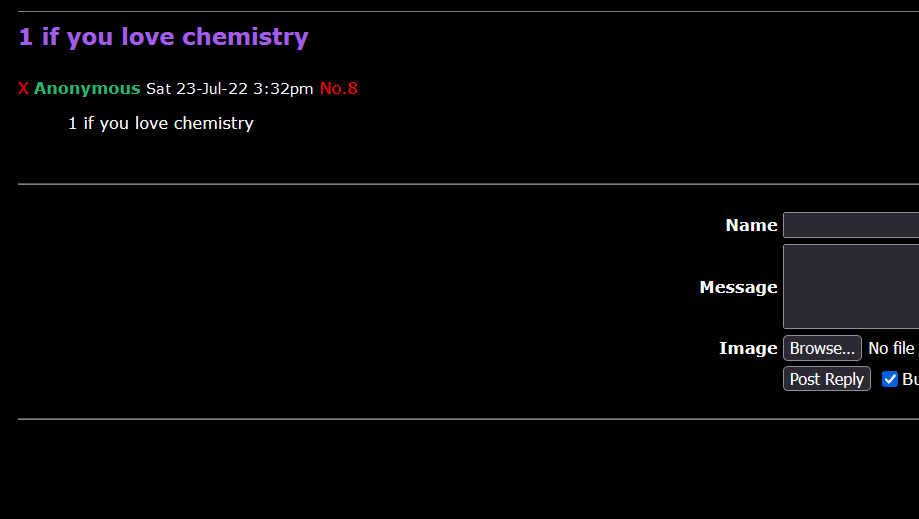 1 if you love chemistry
X Anonymous Sat 23-Jul-22 3:32pm No.8
1 if you love chemistry
Name
Message
Image Browse... No file
Post Reply Bu